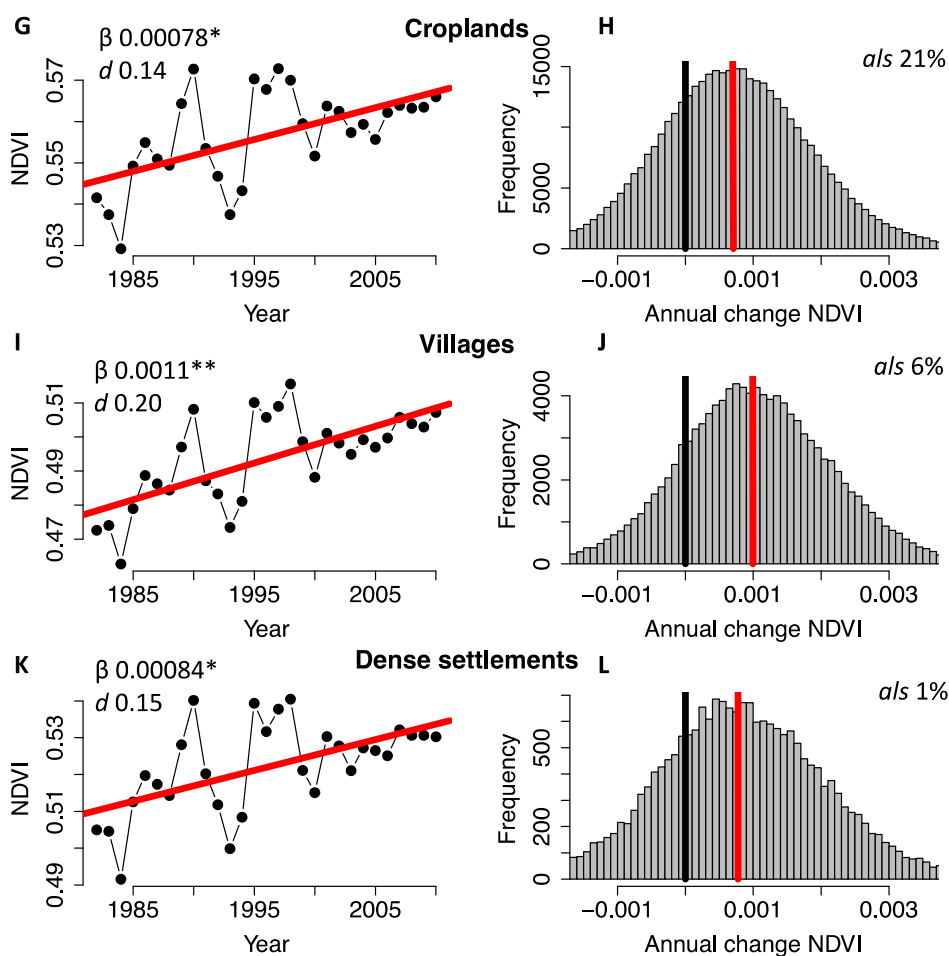 G
β 0.00078*
d 0.14
Croplands
H
als 21%
NDVI
0.53
0.55
0.57
1985
1995
2005
Year
Frequency
0
5000
15000
−0.001
0.001
0.003
Annual change NDVI
I
β 0.0011**
d 0.20
Villages
J
als 6%
NDVI
0.47
0.49
0.51
1985
1995
2005
Year
Frequency
0
2000
4000
−0.001
0.001
0.003
Annual change NDVI
K
β 0.00084*
d 0.15
Dense settlements
L
als 1%
NDVI
0.49
0.51
0.53
1985
1995
2005
Year
Frequency
0
200
500
−0.001
0.001
0.003
Annual change NDVI